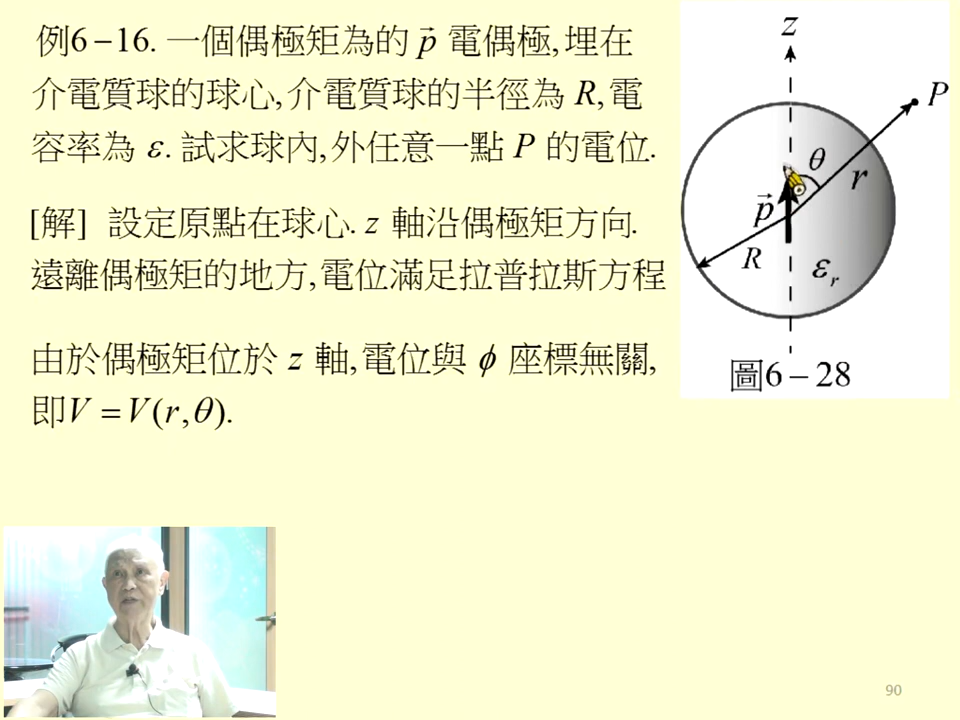 例6−16. 一個偶極矩為的 p⃗ 電偶極,埋在
介電質球的球心,介電質球的半徑為 R,電
容率為 ε. 試求球內,外任意一點 P 的電位.
[解] 設定原點在球心. z 軸沿偶極矩方向.
遠離偶極矩的地方,電位滿足拉普拉斯方程
由於偶極矩位於 z 軸,電位與 ϕ 座標無關,
即V = V(r,θ).
z
P
θ
r
p⃗
R
εr
圖6−28
90